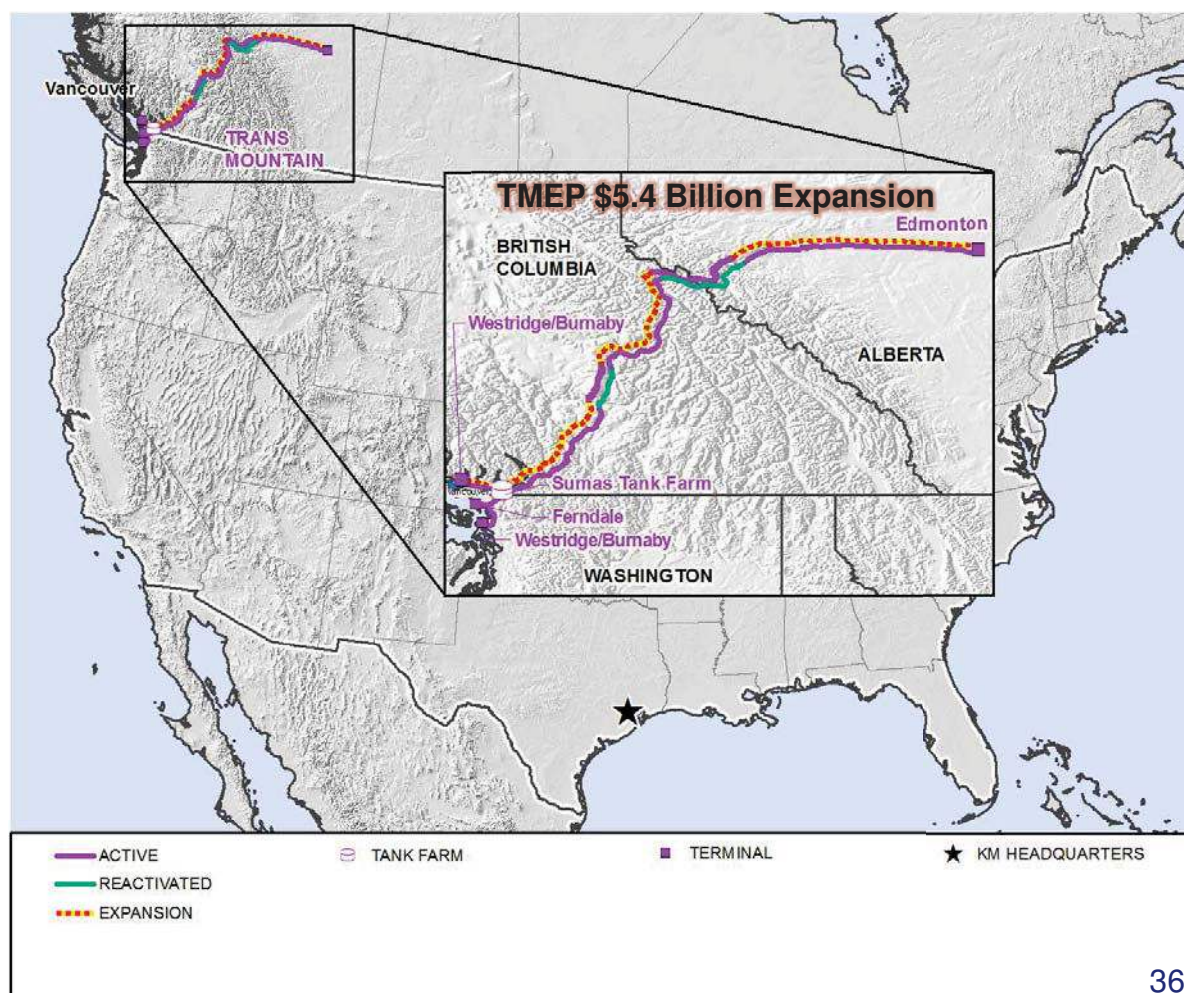 Vancouver
TRANS
MOUNTAIN
TMEP $5.4 Billion Expansion
Edmonton
BRITISH
COLUMBIA
Westridge/Burnaby
ALBERTA
Vancouver
Sumas Tank Farm
Ferndale
Westridge/Burnaby
WASHINGTON
ACTIVE
TANK FARM
TERMINAL
KM HEADQUARTERS
REACTIVATED
EXPANSION
36